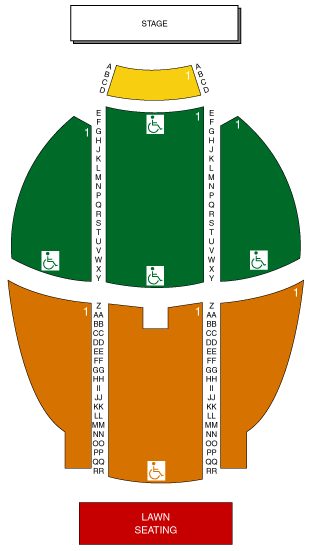 STAGE
A A
B 1 B
C C
D D
E 1 E
F F 1
1 G G
H H
J J
K K
L L
M M
N N
P P
Q Q
R R
S S
T T
U U
V V
W W
X X
Y Y
1
Z Z
1 AA 1 AA
BB BB
CC CC
DD DD
EE EE
FF FF
GG GG
HH HH
II II
JJ JJ
KK KK
LL LL
MM MM
NN NN
OO OO
PP PP
QQ QQ
RR RR
LAWN
SEATING